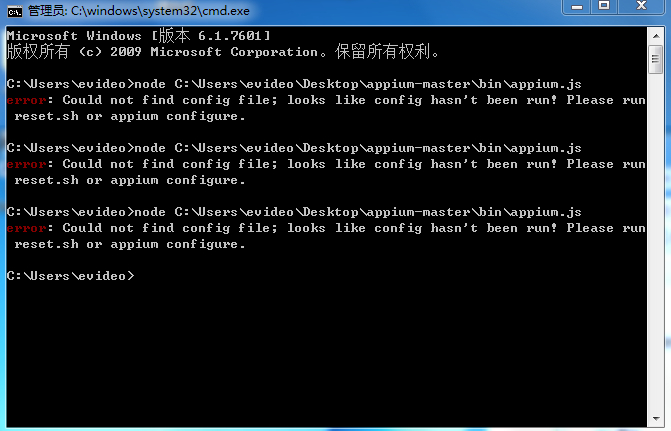 管理员: C:\windows\system32\cmd.exe
Microsoft Windows [版本 6.1.7601]
版权所有 (c) 2009 Microsoft Corporation。保留所有权利。
C:\Users\evideo>node C:\Users\evideo\Desktop\appium-master\bin\appium.js
error: Could not find config file; looks like config hasn't been run! Please run
reset.sh or appium configure.
C:\Users\evideo>node C:\Users\evideo\Desktop\appium-master\bin\appium.js
error: Could not find config file; looks like config hasn't been run! Please run
reset.sh or appium configure.
C:\Users\evideo>node C:\Users\evideo\Desktop\appium-master\bin\appium.js
error: Could not find config file; looks like config hasn't been run! Please run
reset.sh or appium configure.
C:\Users\evideo>